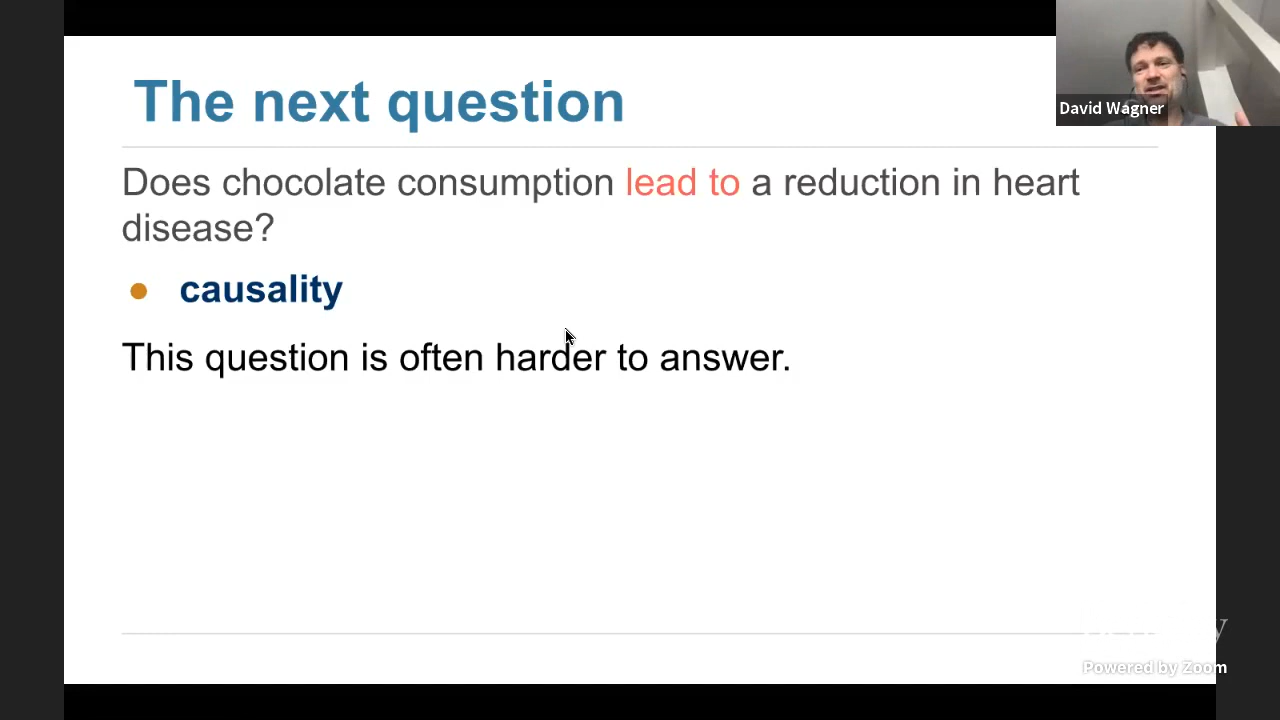 The next question
David Wagner
Does chocolate consumption lead to a reduction in heart
disease?
causality
This question is often harder to answer.
Powered by Zoom